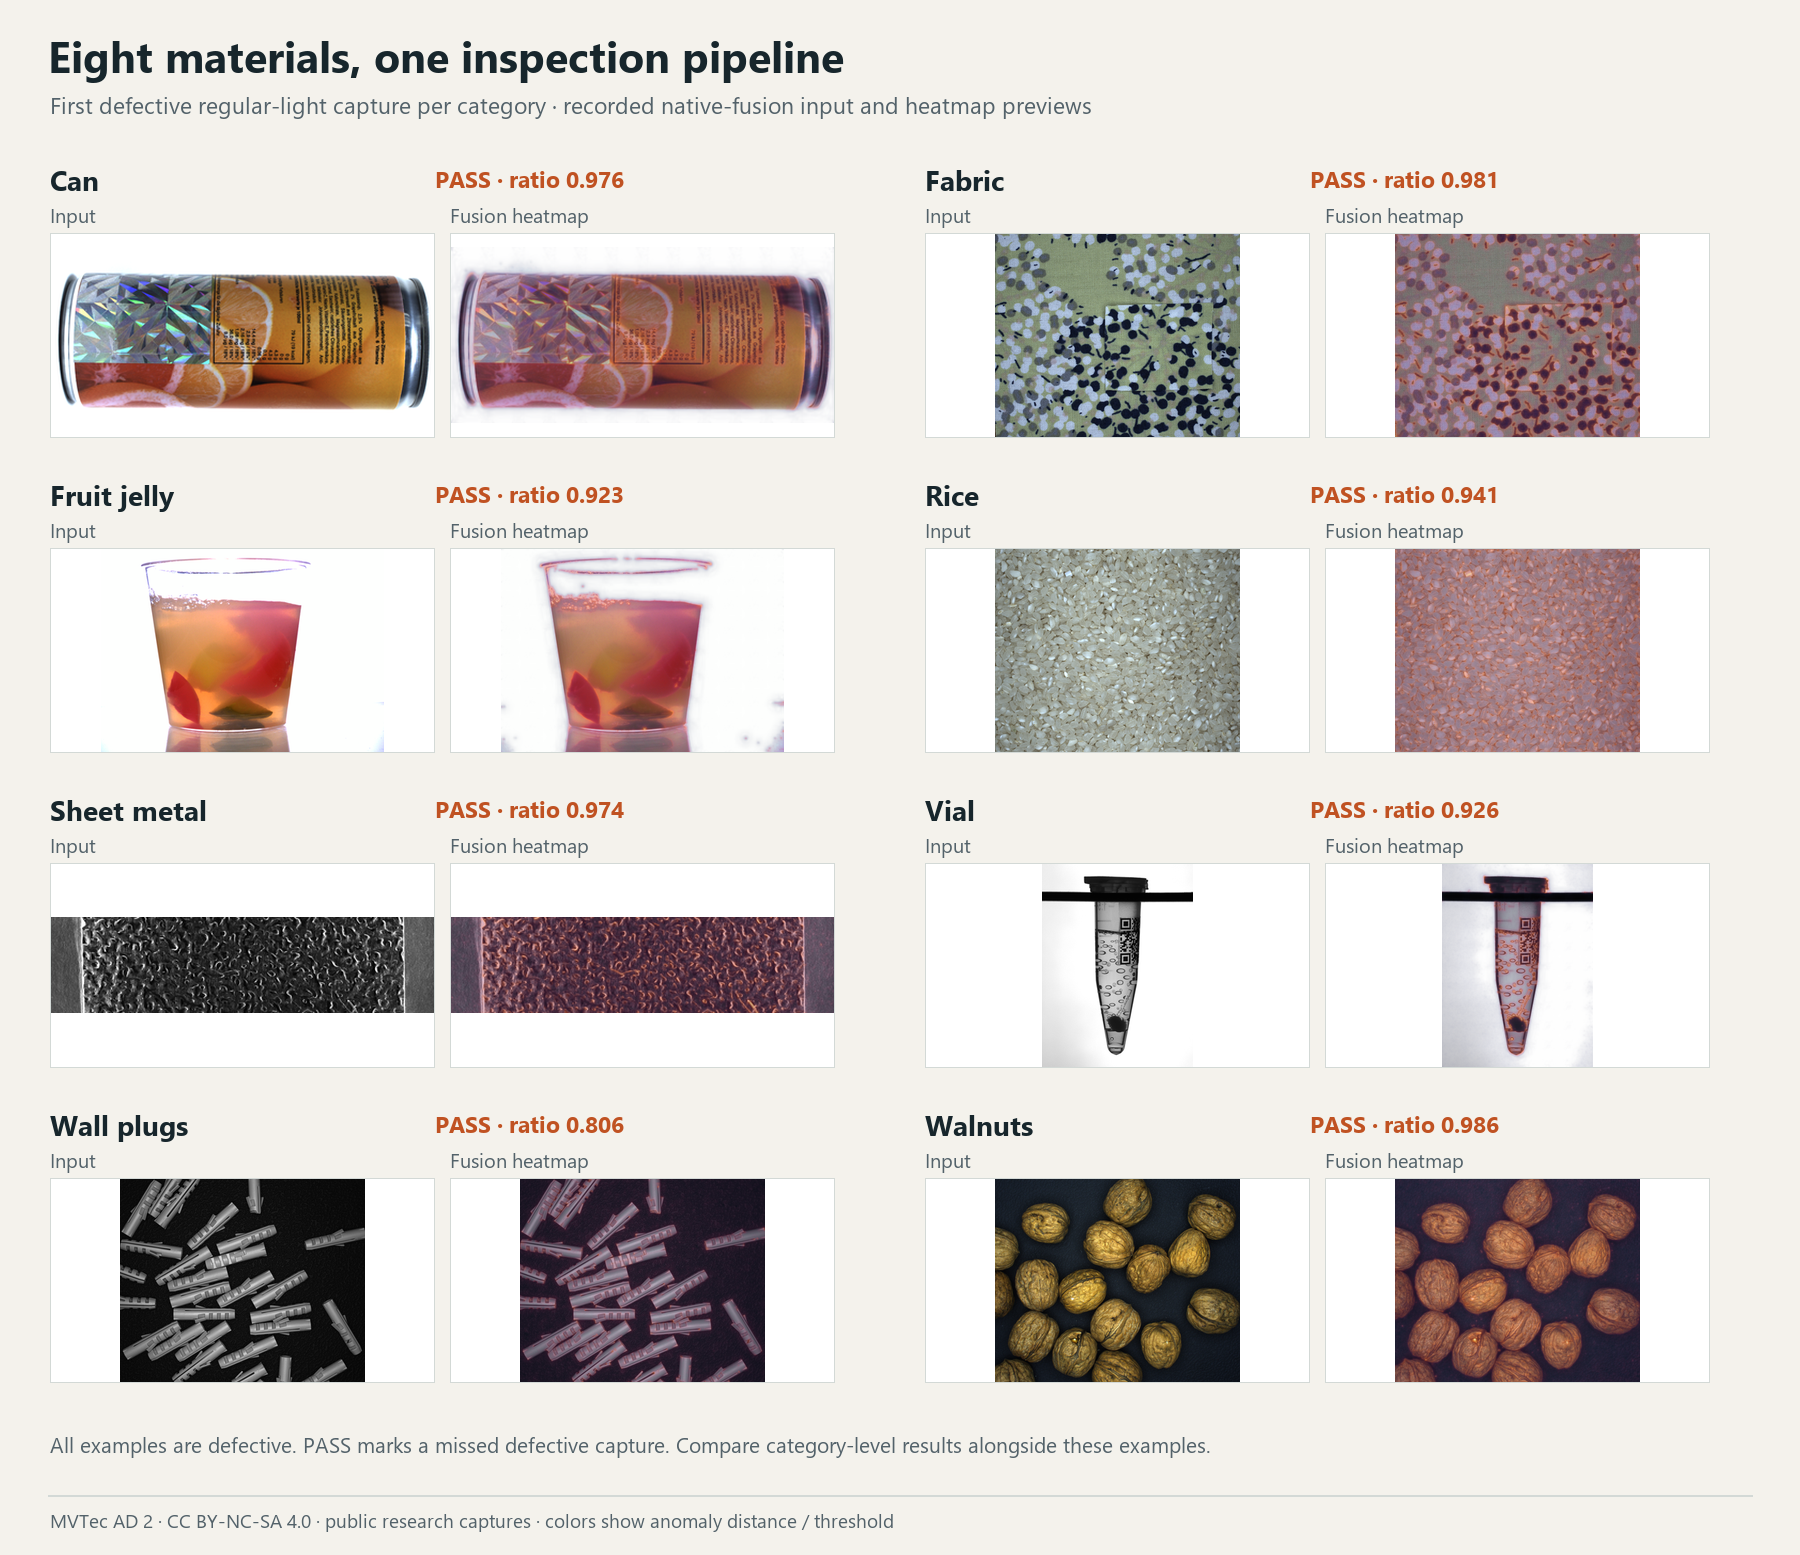 Eight materials, one inspection pipeline
First defective regular-light capture per category · recorded native-fusion input and heatmap previews
Can
PASS · ratio 0.976
Input
Fusion heatmap
Fabric
PASS · ratio 0.981
Input
Fusion heatmap
Fruit jelly
PASS · ratio 0.923
Input
Fusion heatmap
Rice
PASS · ratio 0.941
Input
Fusion heatmap
Sheet metal
PASS · ratio 0.974
Input
Fusion heatmap
Vial
PASS · ratio 0.926
Input
Fusion heatmap
Wall plugs
PASS · ratio 0.806
Input
Fusion heatmap
Walnuts
PASS · ratio 0.986
Input
Fusion heatmap
All examples are defective. PASS marks a missed defective capture. Compare category-level results alongside these examples.
MVTec AD 2 · CC BY-NC-SA 4.0 · public research captures · colors show anomaly distance / threshold